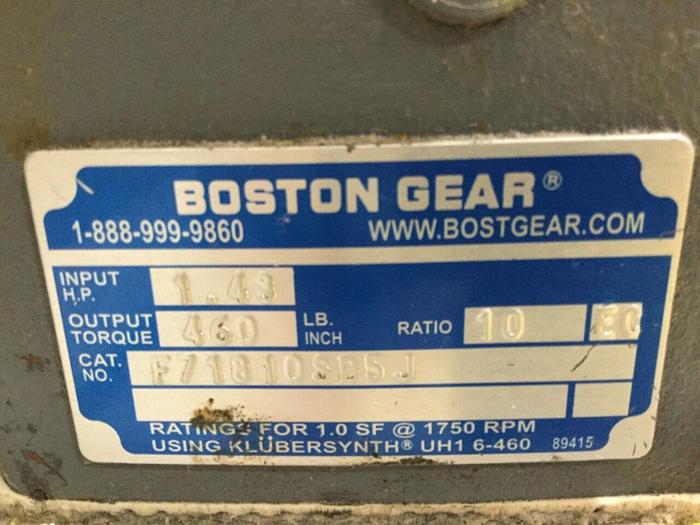 BOSTON GEAR®
1-888-999-9860 WWW.BOSTGEAR.COM
INPUT H.P. 1.43
OUTPUT TORQUE 460 LB. INCH RATIO 10 EC
CAT. NO. F71810SB5J
RATINGS FOR 1.0 SF @ 1750 RPM
USING KLÜBERSYNTH® UH1 6-460 89415